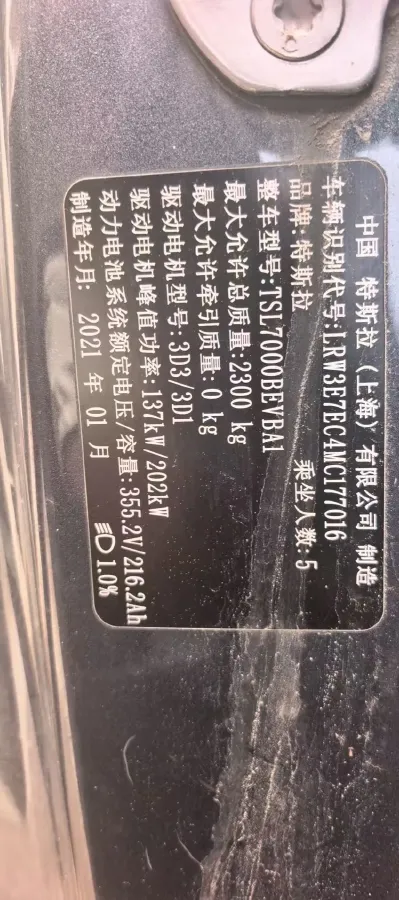 中国 特斯拉（上海）有限公司 制造
车辆识别代号:LRW3E7EC4MC177016
品牌:特斯拉 乘坐人数:5
整车型号:TSL7000BEVBA1
最大允许总质量:2300 kg
最大允许牵引质量:0 kg
驱动电机型号:3D3/3D1
驱动电机峰值功率:137kW/202kW
动力电池系统额定电压/容量:355.2V/216.2Ah
制造年月: 2021 年 01 月 1.0%